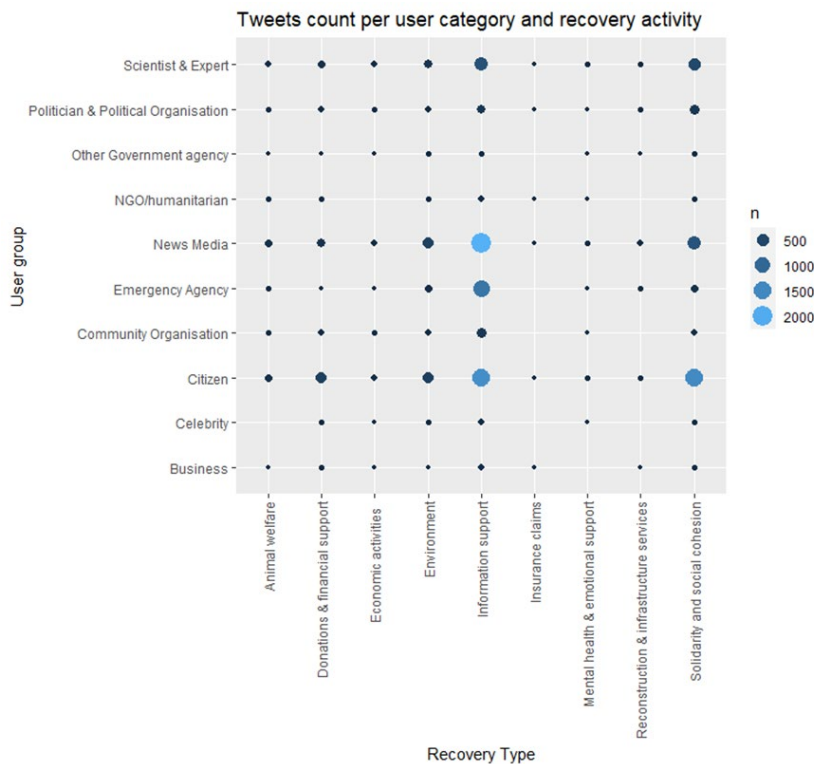 Tweets count per user category and recovery activity
User group
Scientist & Expert
Politician & Political Organisation
Other Government agency
NGO/humanitarian
News Media
Emergency Agency
Community Organisation
Citizen
Celebrity
Business
Animal welfare
Donations & financial support
Economic activities
Environment
Information support
Insurance claims
Mental health & emotional support
Reconstruction & infrastructure services
Solidarity and social cohesion
Recovery Type
n
500
1000
1500
2000